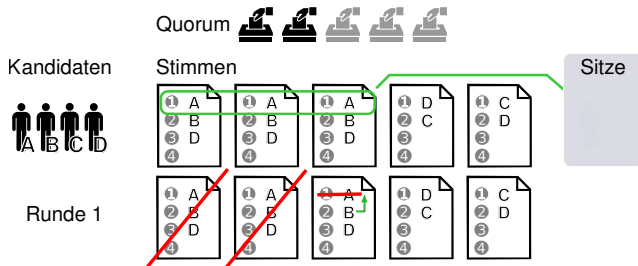 Quorum
Kandidaten Stimmen Sitze
1 A 1 A 1 A 1 D 1 C
2 B 2 B 2 B 2 C 2 D
3 D 3 D 3 D 3 3
4 4 4 4 4
A B C D
Runde 1
1 A 1 A 1 A 1 D 1 C
2 B 2 B 2 B 2 C 2 D
3 D 3 D 3 D 3 3
4 4 4 4 4